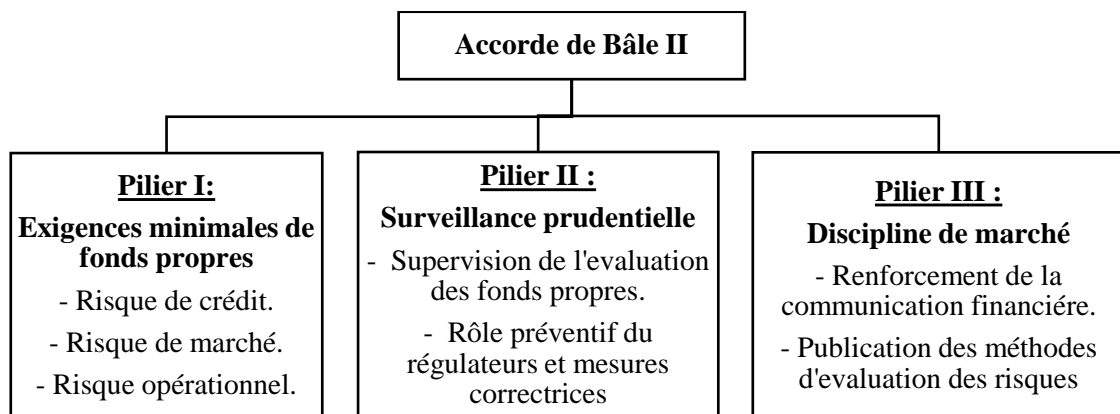 Accorde de Bâle II
Pilier I:
Exigences minimales de
fonds propres
- Risque de crédit.
- Risque de marché.
- Risque opérationnel.
Pilier II :
Surveillance prudentielle
- Supervision de l'evaluation
des fonds propres.
- Rôle préventif du
régulateurs et mesures
correctrices
Pilier III :
Discipline de marché
- Renforcement de la
communication financiére.
- Publication des méthodes
d'evaluation des risques